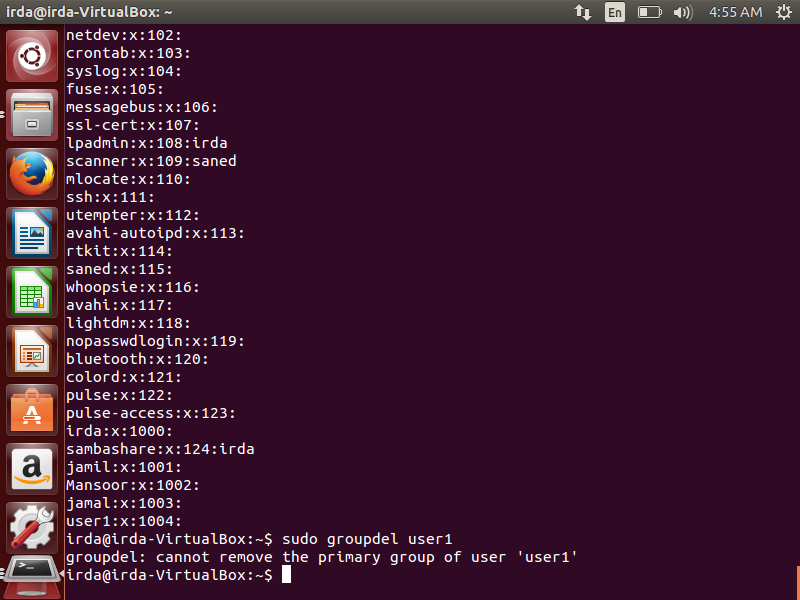 irda@irda-VirtualBox: ~
En
4:55 AM
netdev:x:102:
crontab:x:103:
syslog:x:104:
fuse:x:105:
messagebus:x:106:
ssl-cert:x:107:
lpadmin:x:108:irda
scanner:x:109:saned
mlocate:x:110:
ssh:x:111:
utempter:x:112:
avahi-autoipd:x:113:
rtkit:x:114:
saned:x:115:
whoopsie:x:116:
avahi:x:117:
lightdm:x:118:
nopasswdlogin:x:119:
bluetooth:x:120:
colord:x:121:
pulse:x:122:
pulse-access:x:123:
irda:x:1000:
sambashare:x:124:irda
jamil:x:1001:
Mansoor:x:1002:
jamal:x:1003:
user1:x:1004:
irda@irda-VirtualBox:~$ sudo groupdel user1
groupdel: cannot remove the primary group of user 'user1'
irda@irda-VirtualBox:~$